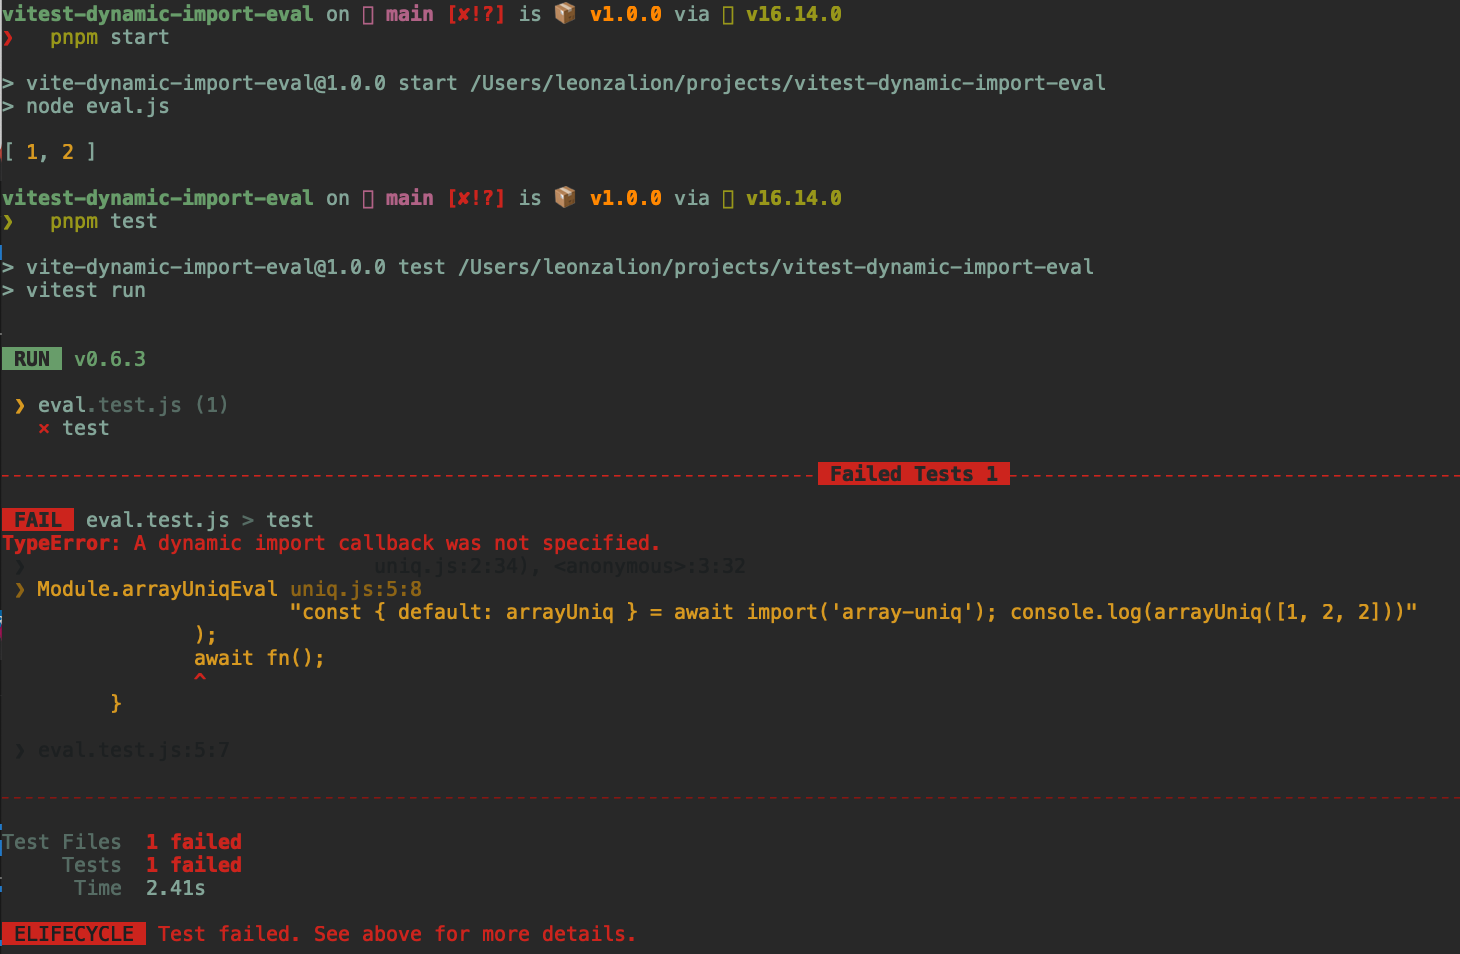 vitest-dynamic-import-eval on main [✘!?] is 📦 v1.0.0 via v16.14.0
❯ pnpm start
> vite-dynamic-import-eval@1.0.0 start /Users/leonzalion/projects/vitest-dynamic-import-eval
> node eval.js
[ 1, 2 ]
vitest-dynamic-import-eval on main [✘!?] is 📦 v1.0.0 via v16.14.0
❯ pnpm test
> vite-dynamic-import-eval@1.0.0 test /Users/leonzalion/projects/vitest-dynamic-import-eval
> vitest run
RUN v0.6.3
❯ eval.test.js (1)
× test
Failed Tests 1
FAIL eval.test.js > test
TypeError: A dynamic import callback was not specified.
❯ uniq.js:2:34), <anonymous>:3:32
❯ Module.arrayUniqEval uniq.js:5:8
"const { default: arrayUniq } = await import('array-uniq'); console.log(arrayUniq([1, 2, 2]))"
);
await fn();
^
}
❯ eval.test.js:5:7
Test Files 1 failed
Tests 1 failed
Time 2.41s
ELIFECYCLE Test failed. See above for more details.